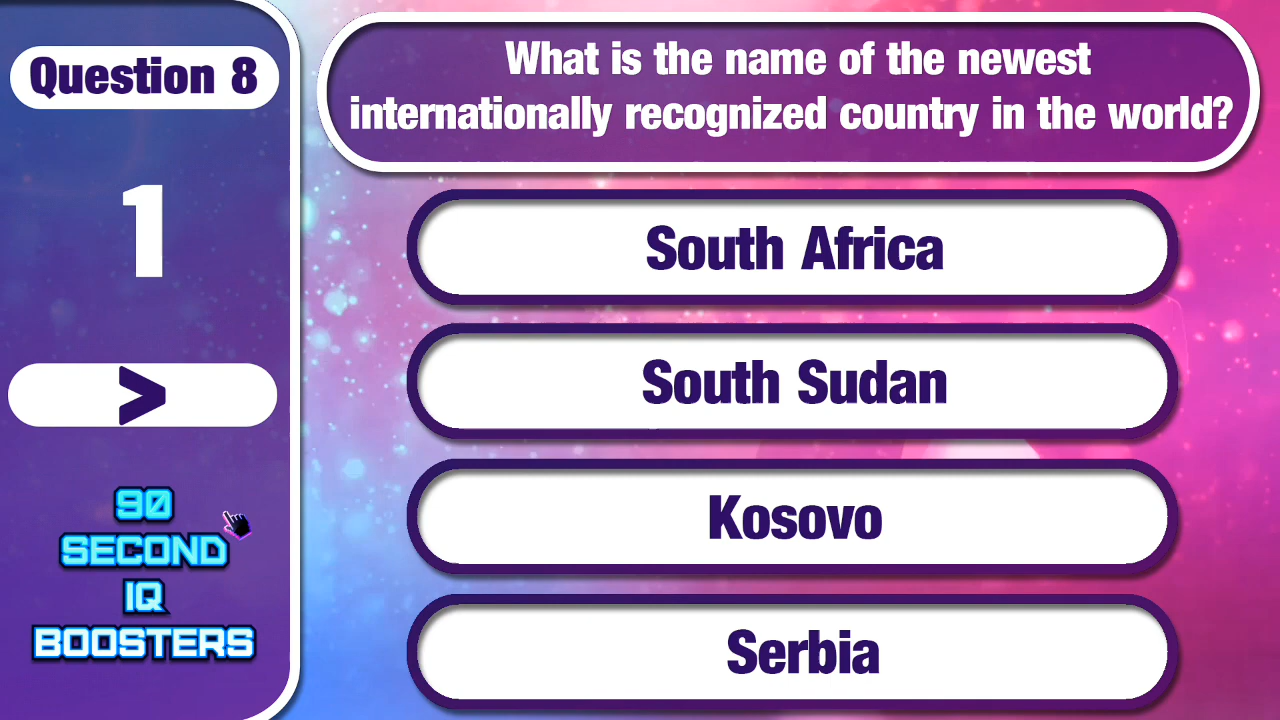 Question 8
1
>
90
SECOND
IQ
BOOSTERS
What is the name of the newest
internationally recognized country in the world?
South Africa
South Sudan
Kosovo
Serbia